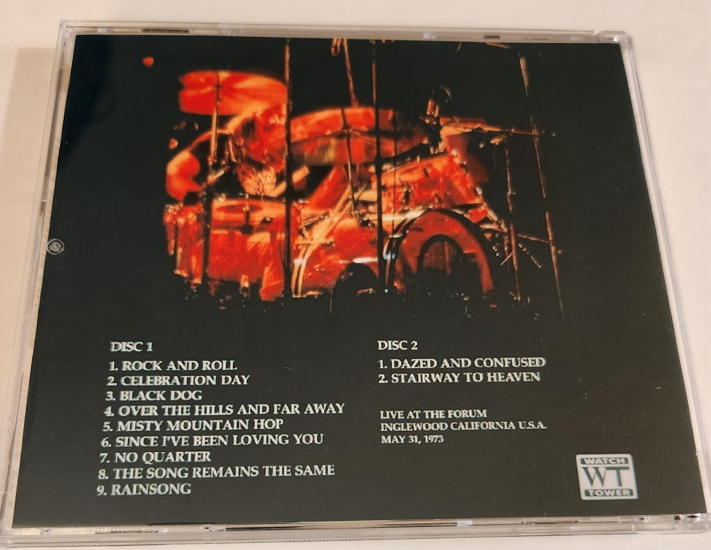 DISC 1
1. ROCK AND ROLL
2. CELEBRATION DAY
3. BLACK DOG
4. OVER THE HILLS AND FAR AWAY
5. MISTY MOUNTAIN HOP
6. SINCE I'VE BEEN LOVING YOU
7. NO QUARTER
8. THE SONG REMAINS THE SAME
9. RAINSONG
DISC 2
1. DAZED AND CONFUSED
2. STAIRWAY TO HEAVEN
LIVE AT THE FORUM
INGLEWOOD CALIFORNIA U.S.A.
MAY 31, 1973
WATCH
WT
TOWER